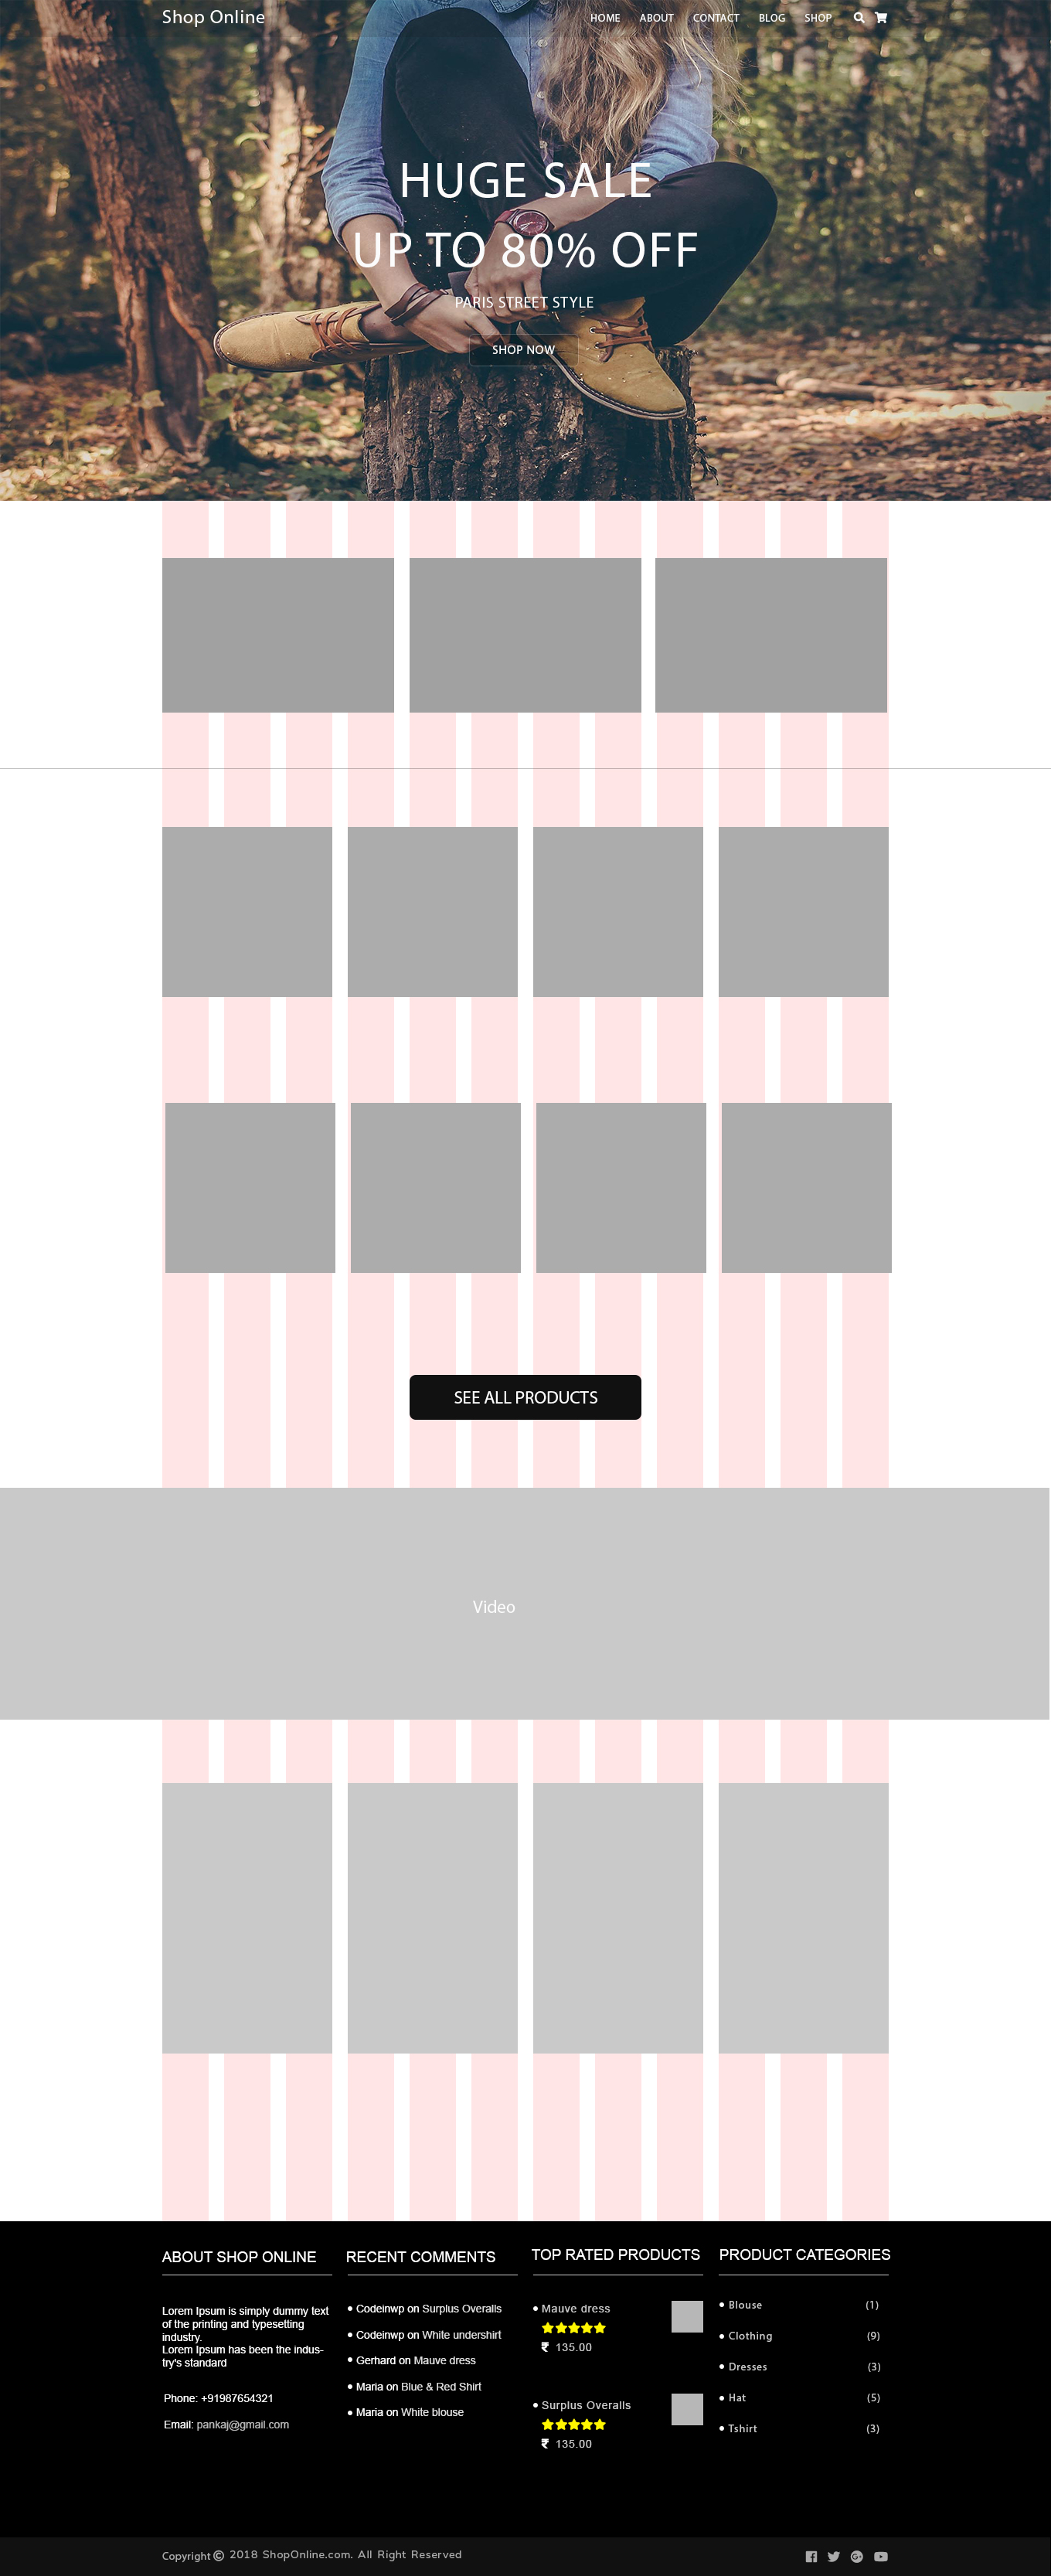 Shop Online
HOME ABOUT CONTACT BLOG SHOP
HUGE SALE
UP TO 80% OFF
PARIS STREET STYLE
SHOP NOW
SEE ALL PRODUCTS
Video
ABOUT SHOP ONLINE
Lorem Ipsum is simply dummy text
of the printing and typesetting
industry.
Lorem Ipsum has been the indus-
try's standard
Phone: +91987654321
Email: pankaj@gmail.com
RECENT COMMENTS
• Codeinwp on Surplus Overalls
• Codeinwp on White undershirt
• Gerhard on Mauve dress
• Maria on Blue & Red Shirt
• Maria on White blouse
TOP RATED PRODUCTS
• Mauve dress
₹ 135.00
• Surplus Overalls
₹ 135.00
PRODUCT CATEGORIES
• Blouse (1)
• Clothing (9)
• Dresses (3)
• Hat (5)
• Tshirt (3)
Copyright © 2018 ShopOnline.com. All Right Reserved